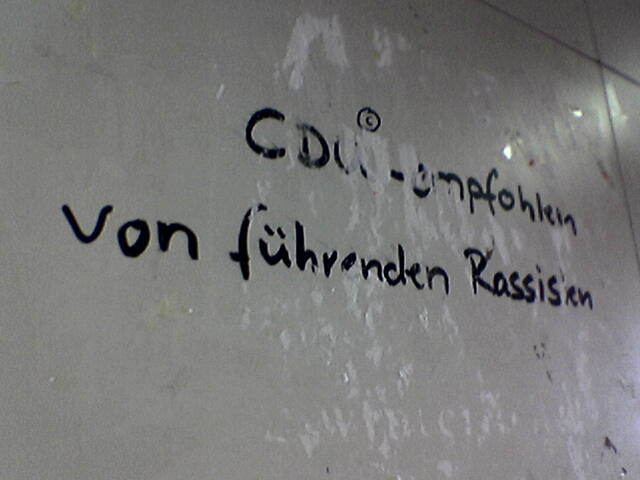 CDU © - empfohlen
von führenden Rassisten